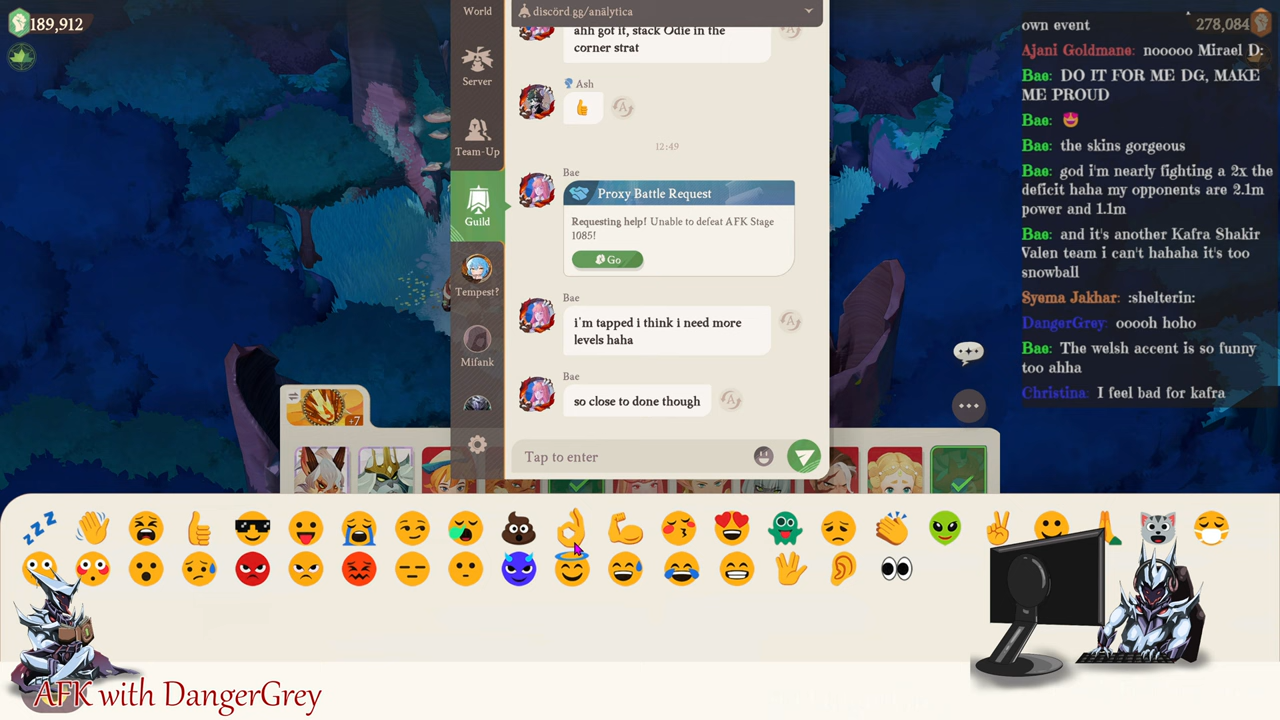 189,912
World
Server
Team-Up
Guild
Tempest?
Mifank
discörd.gg/anälytica
ahh got it, stack Odie in the
corner strat
Ash
12:49
Bae
Proxy Battle Request
Requesting help! Unable to defeat AFK Stage
1085!
Go
Bae
i'm tapped i think i need more
levels haha
Bae
so close to done though
Tap to enter
+7
278,084
own event
Ajani Goldmane: nooooo Mirael D:
Bae: DO IT FOR ME DG, MAKE
ME PROUD
Bae:
Bae: the skins gorgeous
Bae: god i'm nearly fighting a 2x the
deficit haha my opponents are 2.1m
power and 1.1m
Bae: and it's another Kafra Shakir
Valen team i can't hahaha it's too
snowball
Syema Jakhar: :shelterin:
DangerGrey: ooooh hoho
Bae: The welsh accent is so funny
too ahha
Christina: I feel bad for kafra
AFK with DangerGrey